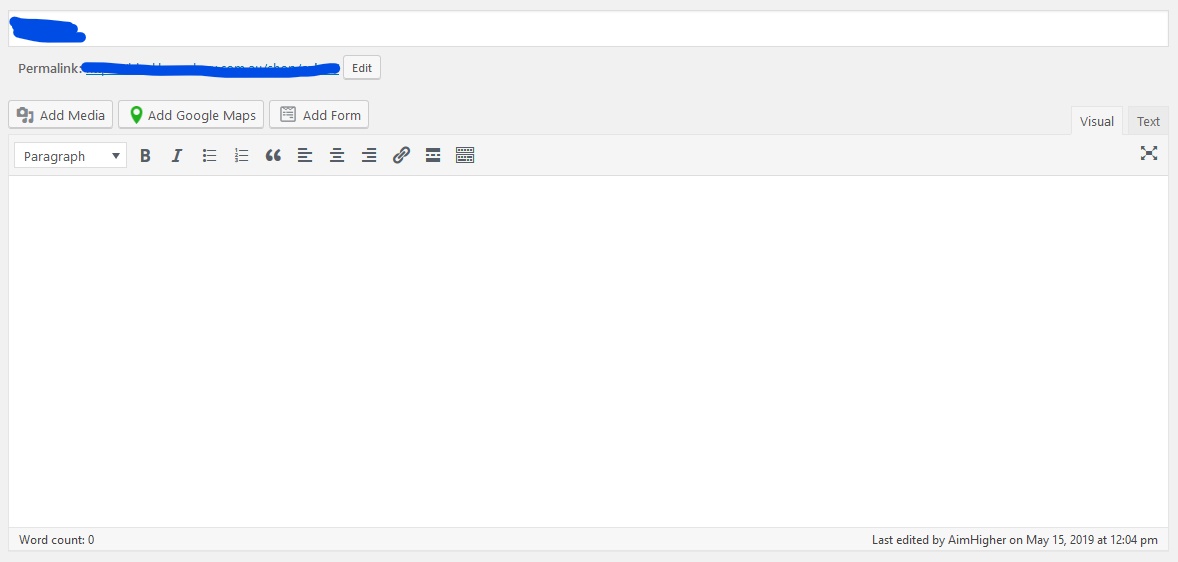 Permalink:
Edit
Add Media Add Google Maps Add Form
Visual Text
Paragraph B I
Word count: 0
Last edited by AimHigher on May 15, 2019 at 12:04 pm